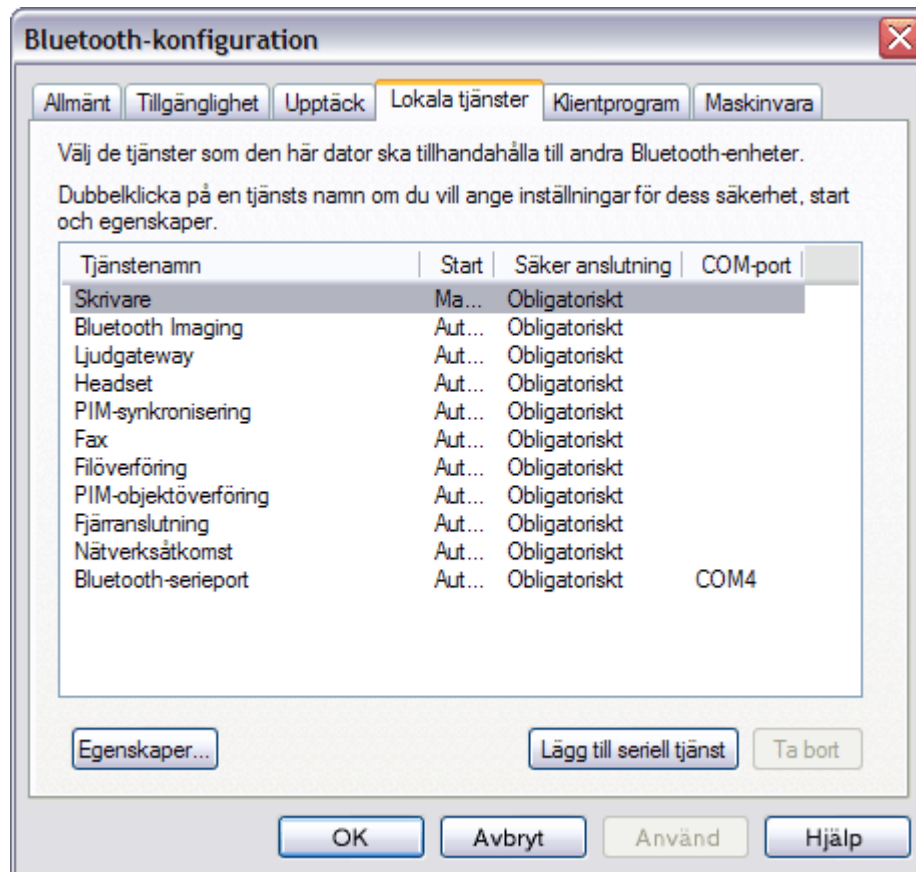 Bluetooth-konfiguration
Allmänt Tillgänglighet Upptäck Lokala tjänster Klientprogram Maskinvara
Välj de tjänster som den här dator ska tillhandahålla till andra Bluetooth-enheter.
Dubbelklicka på en tjänsts namn om du vill ange inställningar för dess säkerhet, start
och egenskaper.
Tjänstenamn Start Säker anslutning COM-port
Skrivare Ma... Obligatoriskt
Bluetooth Imaging Aut... Obligatoriskt
Ljudgateway Aut... Obligatoriskt
Headset Aut... Obligatoriskt
PIM-synkronisering Aut... Obligatoriskt
Fax Aut... Obligatoriskt
Filöverföring Aut... Obligatoriskt
PIM-objektöverföring Aut... Obligatoriskt
Fjärranslutning Aut... Obligatoriskt
Nätverksåtkomst Aut... Obligatoriskt
Bluetooth-serieport Aut... Obligatoriskt COM4
Egenskaper... Lägg till seriell tjänst Ta bort
OK Avbryt Använd Hjälp